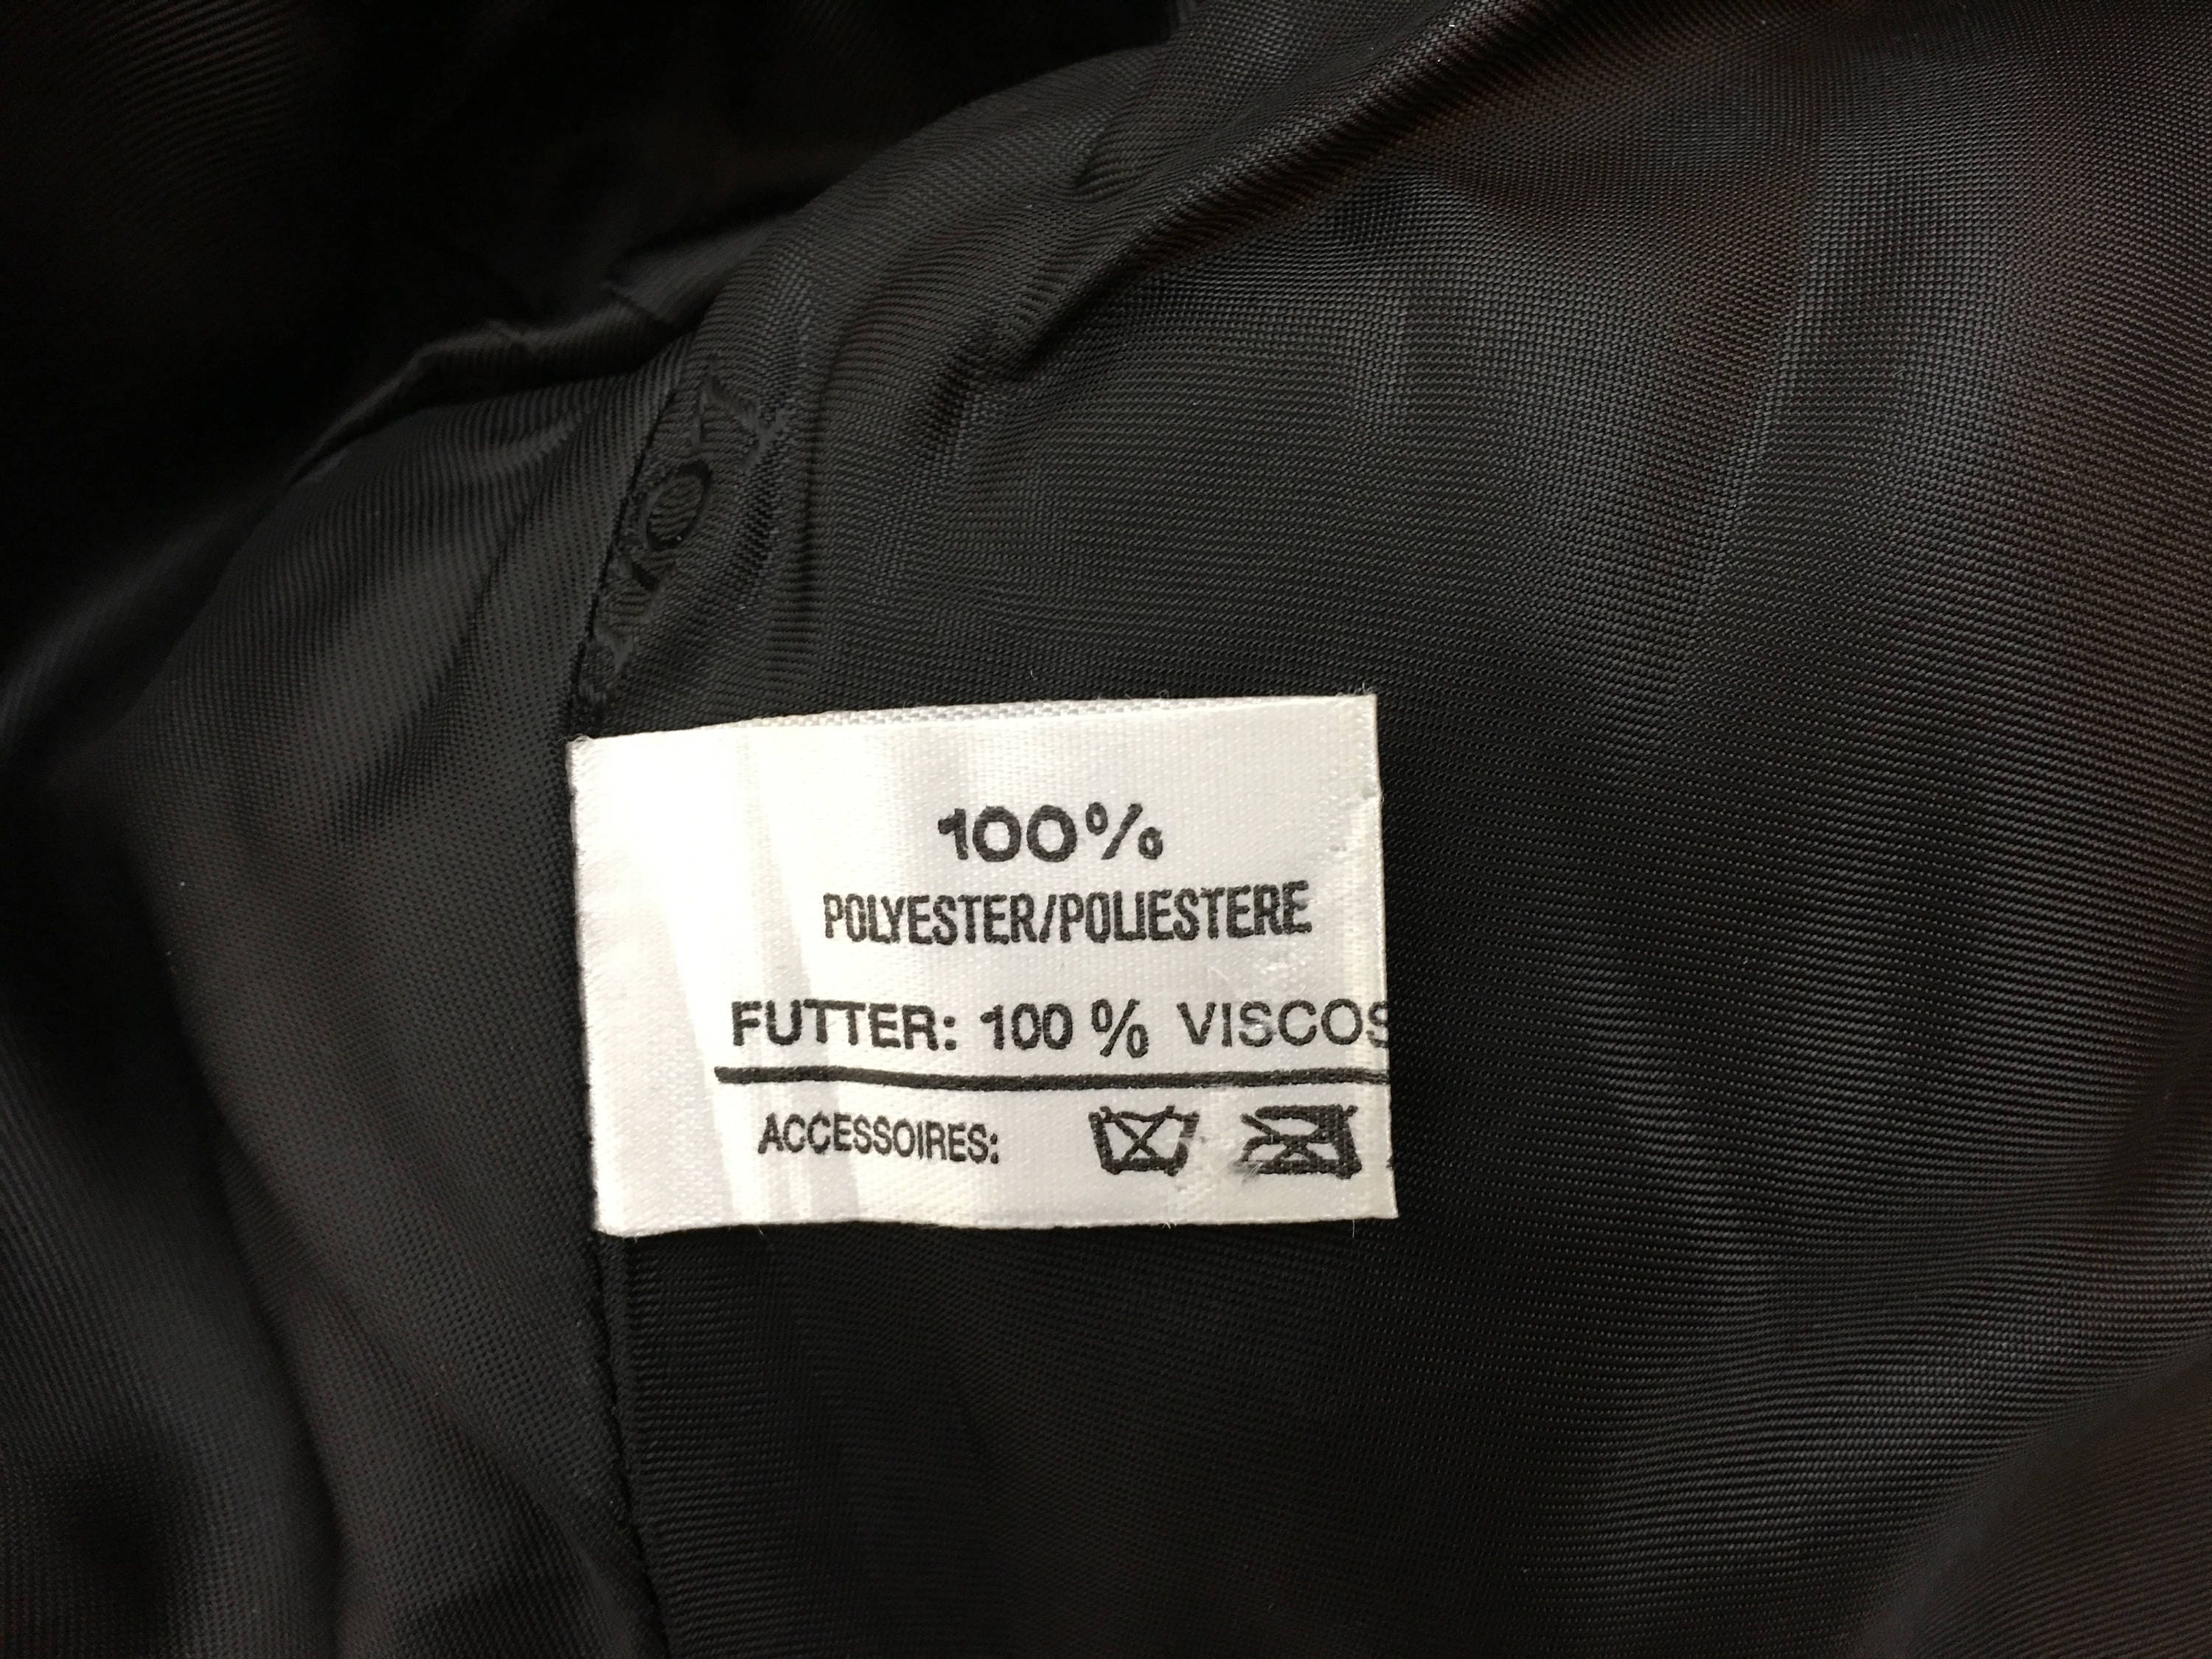 100%
POLYESTER/POLIESTERE
FUTTER: 100 % VISCOS
ACCESSOIRES: